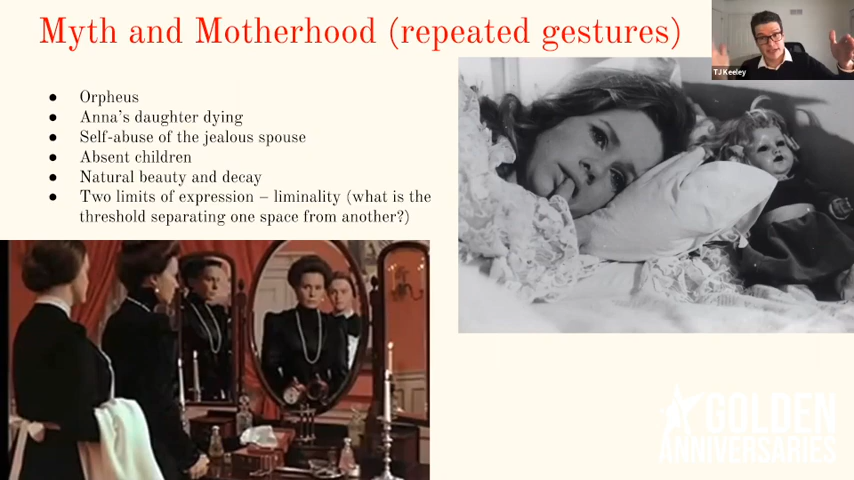 Myth and Motherhood (repeated gestures)
TJ Keeley
● Orpheus
● Anna's daughter dying
● Self-abuse of the jealous spouse
● Absent children
● Natural beauty and decay
● Two limits of expression – liminality (what is the
threshold separating one space from another?)
GOLDEN
ANNIVERSARIES